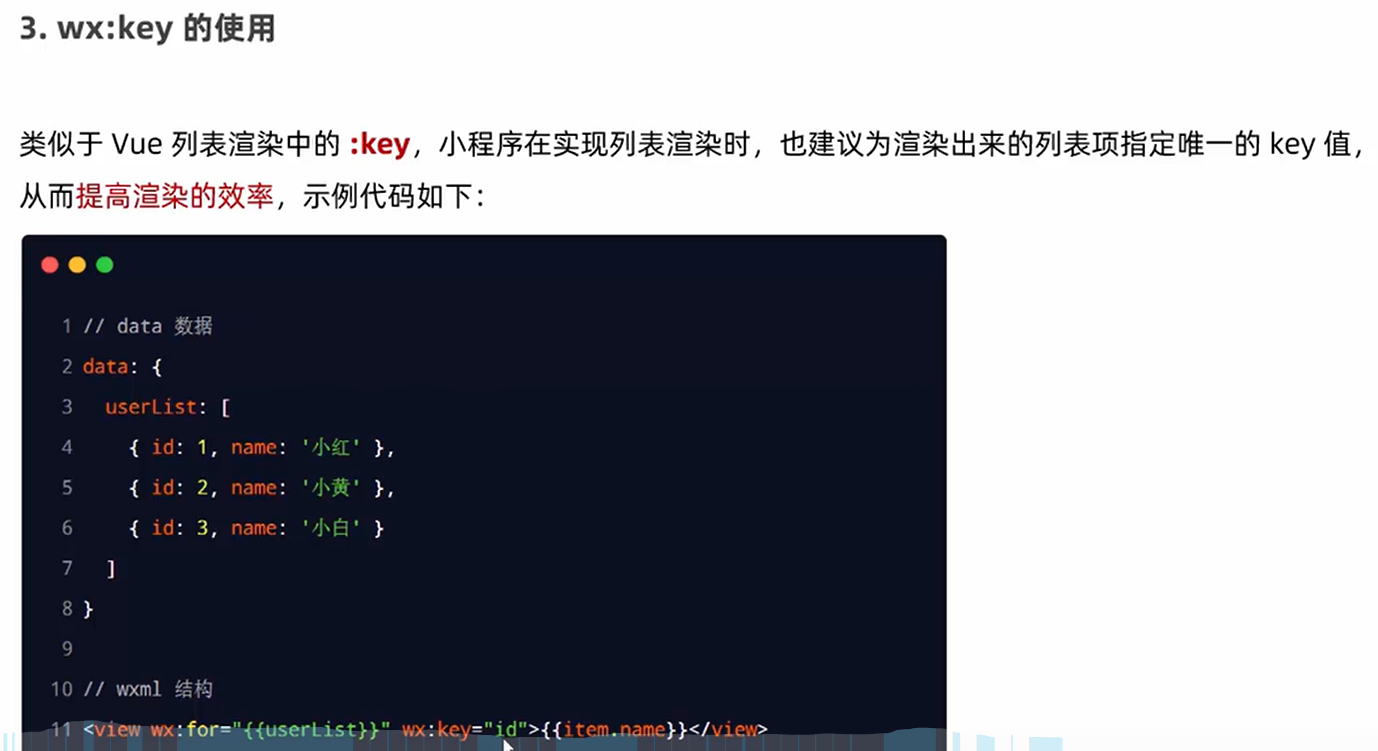 3. wx:key 的使用
类似于 Vue 列表渲染中的 :key，小程序在实现列表渲染时，也建议为渲染出来的列表项指定唯一的 key 值，
从而提高渲染的效率，示例代码如下：
1 // data 数据
2 data: {
3   userList: [
4     { id: 1, name: '小红' },
5     { id: 2, name: '小黄' },
6     { id: 3, name: '小白' }
7   ]
8 }
9
10 // wxml 结构
11 <view wx:for="{{userList}}" wx:key="id">{{item.name}}</view>